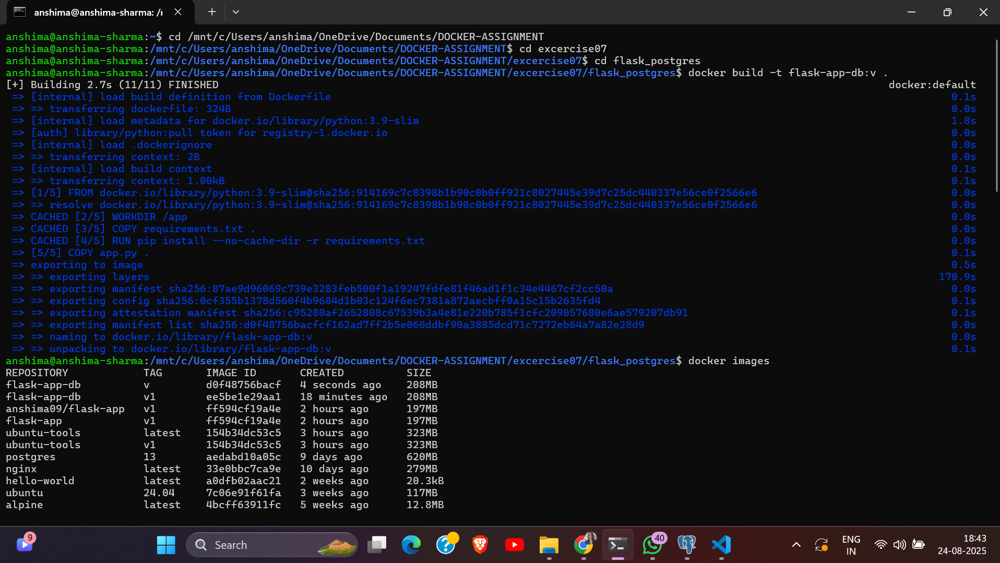 anshima@anshima-sharma: /r
anshima@anshima-sharma:~$ cd /mnt/c/Users/anshima/OneDrive/Documents/DOCKER-ASSIGNMENT
anshima@anshima-sharma:/mnt/c/Users/anshima/OneDrive/Documents/DOCKER-ASSIGNMENT$ cd excercise07
anshima@anshima-sharma:/mnt/c/Users/anshima/OneDrive/Documents/DOCKER-ASSIGNMENT/excercise07$ cd flask_postgres
anshima@anshima-sharma:/mnt/c/Users/anshima/OneDrive/Documents/DOCKER-ASSIGNMENT/excercise07/flask_postgres$ docker build -t flask-app-db:v .
[+] Building 2.7s (11/11) FINISHED docker:default
=> [internal] load build definition from Dockerfile 0.1s
=> => transferring dockerfile: 324B 0.0s
=> [internal] load metadata for docker.io/library/python:3.9-slim 1.8s
=> [auth] library/python:pull token for registry-1.docker.io 0.0s
=> [internal] load .dockerignore 0.0s
=> => transferring context: 2B 0.0s
=> [internal] load build context 0.1s
=> => transferring context: 1.00kB 0.1s
=> [1/5] FROM docker.io/library/python:3.9-slim@sha256:914169c7c8398b1b90c0b0ff921c8027445e39d7c25dc440337e56ce0f2566e6 0.0s
=> => resolve docker.io/library/python:3.9-slim@sha256:914169c7c8398b1b90c0b0ff921c8027445e39d7c25dc440337e56ce0f2566e6 0.0s
=> CACHED [2/5] WORKDIR /app 0.0s
=> CACHED [3/5] COPY requirements.txt . 0.0s
=> CACHED [4/5] RUN pip install --no-cache-dir -r requirements.txt 0.0s
=> [5/5] COPY app.py . 0.1s
=> exporting to image 0.5s
=> => exporting layers 170.9s
=> => exporting manifest sha256:87ae9d96069c739e3283feb500f1a19247fdfe81f46ad1f1c34e4467cf2cc50a 0.0s
=> => exporting config sha256:0cf355b1378d560f4b9684d1b03c124f6ec7381a872aecbff0a15c15b2635fd4 0.1s
=> => exporting attestation manifest sha256:c95280af2652808c67539b3a4e81e220b785f1cfc209057680e6ae579207db91 0.1s
=> => exporting manifest list sha256:d0f48756bacfcf162ad7ff2b5e060ddbf90a3885dcd71c7272eb64a7a82e28d9 0.0s
=> => naming to docker.io/library/flask-app-db:v 0.0s
=> => unpacking to docker.io/library/flask-app-db:v 0.1s
anshima@anshima-sharma:/mnt/c/Users/anshima/OneDrive/Documents/DOCKER-ASSIGNMENT/excercise07/flask_postgres$ docker images
REPOSITORY TAG IMAGE ID CREATED SIZE
flask-app-db v d0f48756bacf 4 seconds ago 208MB
flask-app-db v1 ee5be1e29aa1 18 minutes ago 208MB
anshima09/flask-app v1 ff594cf19a4e 2 hours ago 197MB
flask-app v1 ff594cf19a4e 2 hours ago 197MB
ubuntu-tools latest 154b34dc53c5 3 hours ago 323MB
ubuntu-tools v1 154b34dc53c5 3 hours ago 323MB
postgres 13 aedabd10a05c 9 days ago 620MB
nginx latest 33e0bbc7ca9e 10 days ago 279MB
hello-world latest a0dfb02aac21 2 weeks ago 20.3kB
ubuntu 24.04 7c06e91f61fa 3 weeks ago 117MB
alpine latest 4bcff63911fc 5 weeks ago 12.8MB
9
Search
40
ENG
IN
18:43
24-08-2025